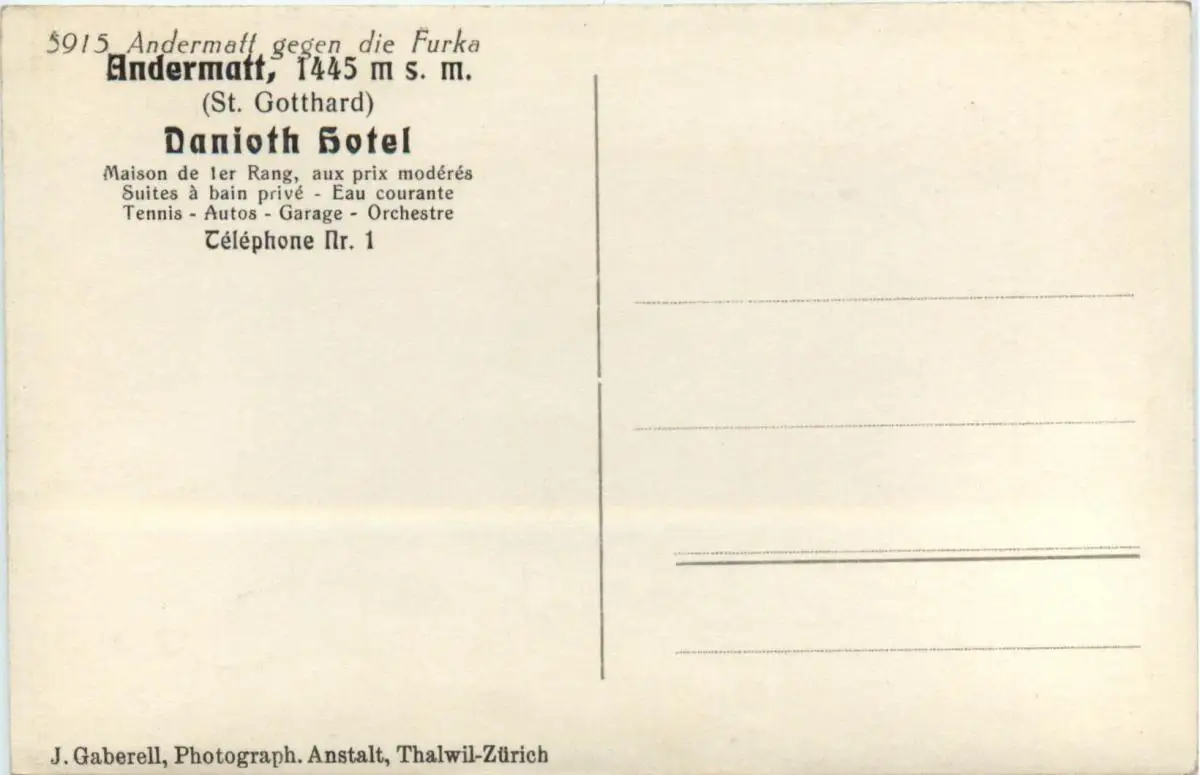 5915 Andermatt gegen die Furka
Andermatt, 1445 m s. m.
(St. Gotthard)
Danioth Hotel
Maison de 1er Rang, aux prix modérés
Suites à bain privé - Eau courante
Tennis - Autos - Garage - Orchestre
Téléphone Nr. 1
J. Gaberell, Photograph. Anstalt, Thalwil-Zürich